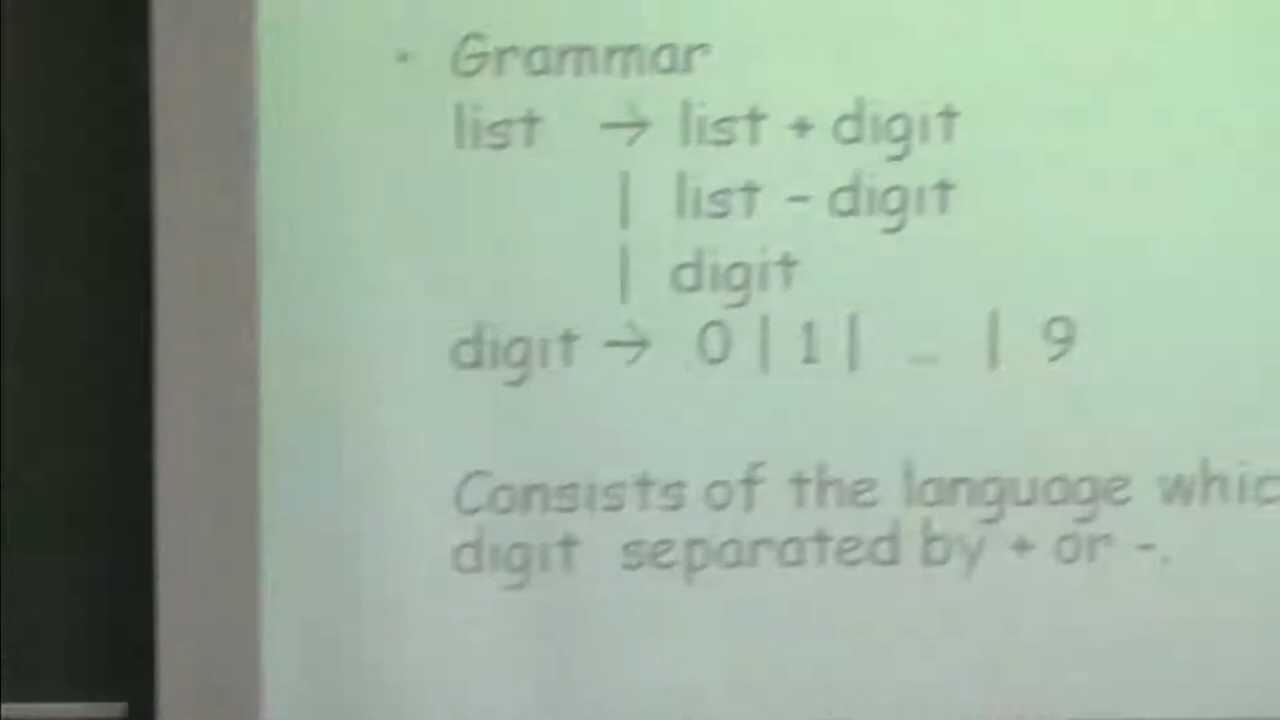 • Grammar
list → list + digit
| list - digit
| digit
digit → 0 | 1 | … | 9
Consists of the language whic
digit separated by + or -.